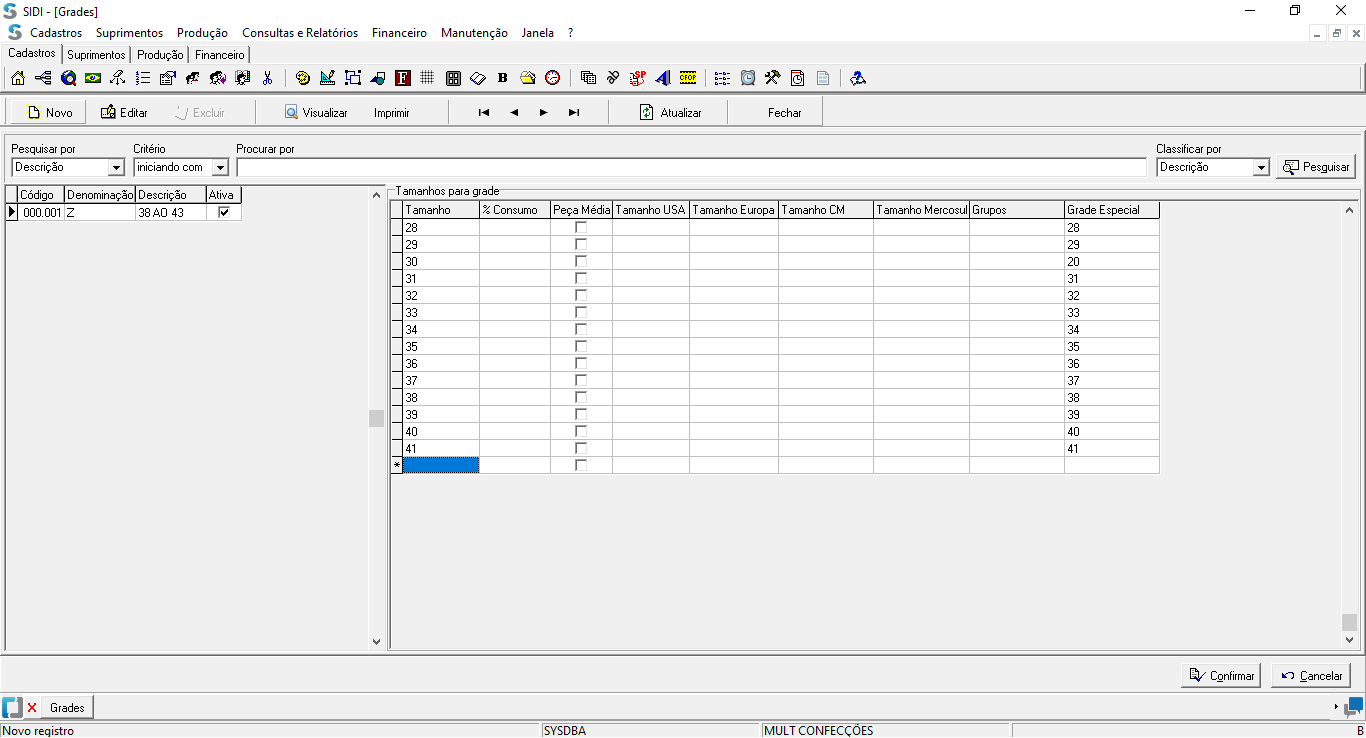 SIDI - [Grades]
Cadastros Suprimentos Produção Consultas e Relatórios Financeiro Manutenção Janela ?
Cadastros Suprimentos Produção Financeiro
F B SP CFOP
Novo Editar Excluir Visualizar Imprimir Atualizar Fechar
Pesquisar por Critério Procurar por Classificar por
Descrição iniciando com Descrição Pesquisar
Código Denominação Descrição Ativa
000.001 Z 38 AO 43
Tamanhos para grade
Tamanho % Consumo Peça Média Tamanho USA Tamanho Europa Tamanho CM Tamanho Mercosul Grupos Grade Especial
28 28
29 29
30 20
31 31
32 32
33 33
34 34
35 35
36 36
37 37
38 38
39 39
40 40
41 41
*
Confirmar Cancelar
Grades
Novo registro SYSDBA MULT CONFECÇÕES B